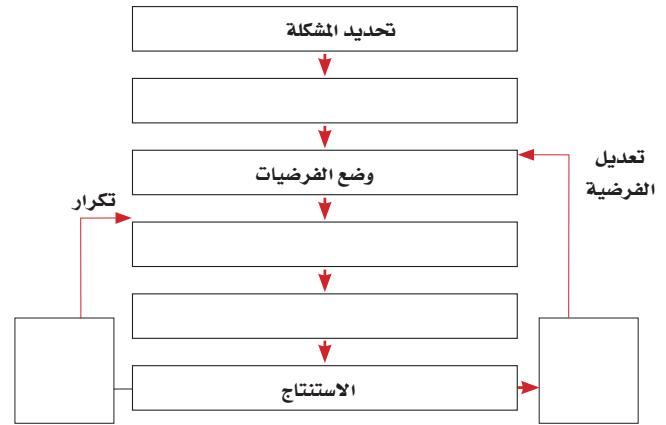 تحديد المشكلة
وضع الفرضيات
تعديل
الفرضية
تكرار
الاستنتاج